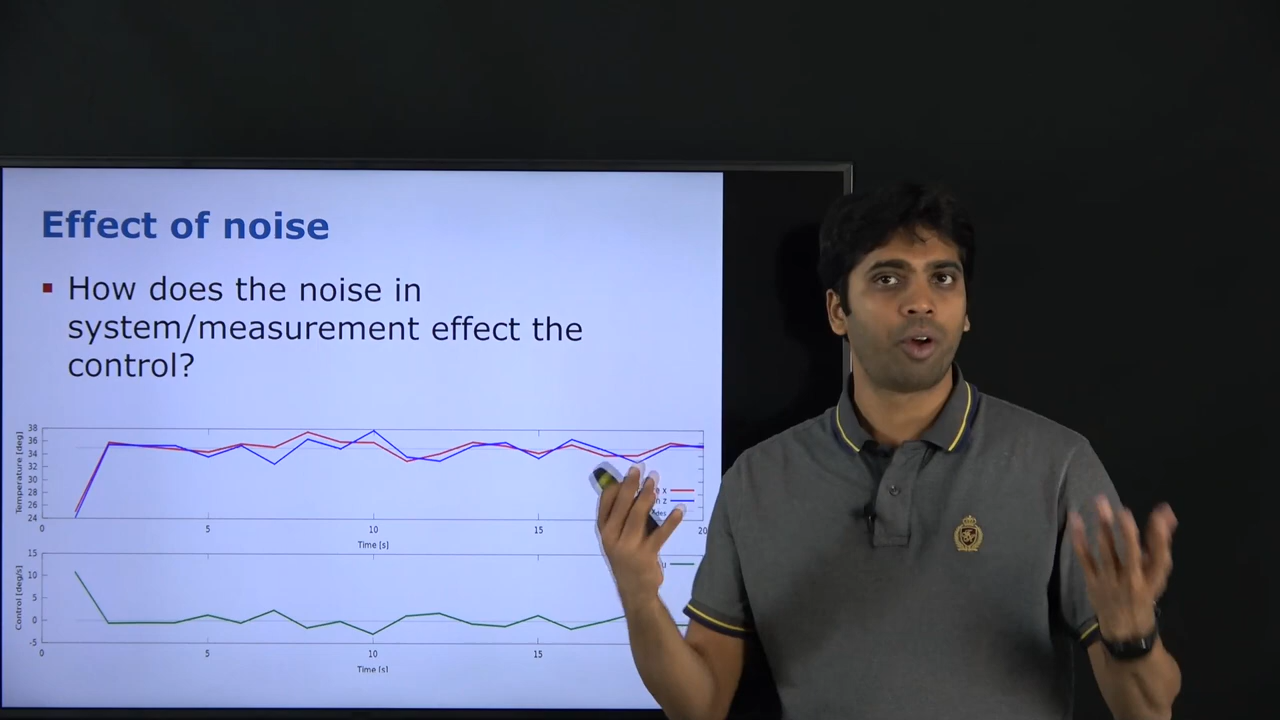 Effect of noise
How does the noise in
system/measurement effect the
control?
38
36
34
32
30
28
26
24
Temperature [deg]
x
z
des
0 5 10 15 20
Time [s]
15
10
5
0
-5
Control [deg/s]
u
0 5 10 15
Time [s]